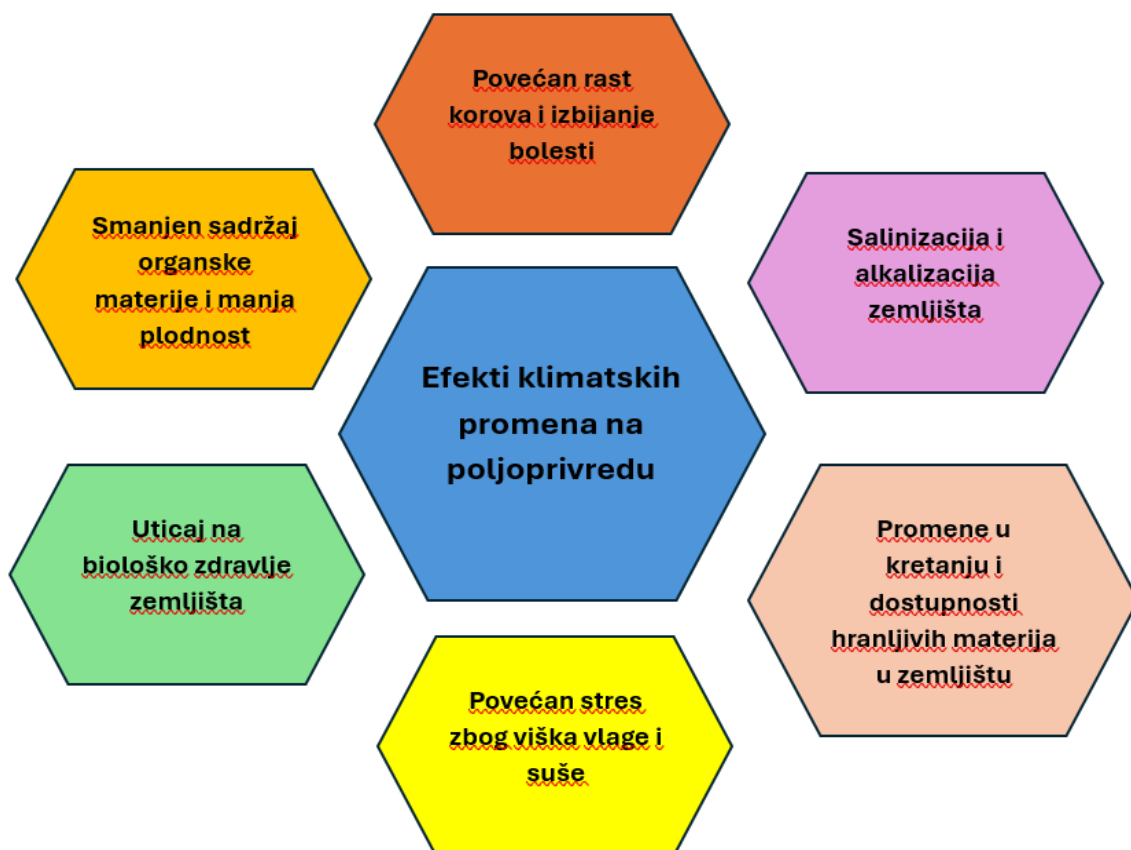 Povećan rast
korova i izbijanje
bolesti
Smanjen sadržaj
organske
materije i manja
plodnost
Salinizacija i
alkalizacija
zemljišta
Efekti klimatskih
promena na
poljoprivredu
Uticaj na
biološko zdravlje
zemljišta
Promene u
kretanju i
dostupnosti
hranljivih materija
u zemljištu
Povećan stres
zbog viška vlage i
suše